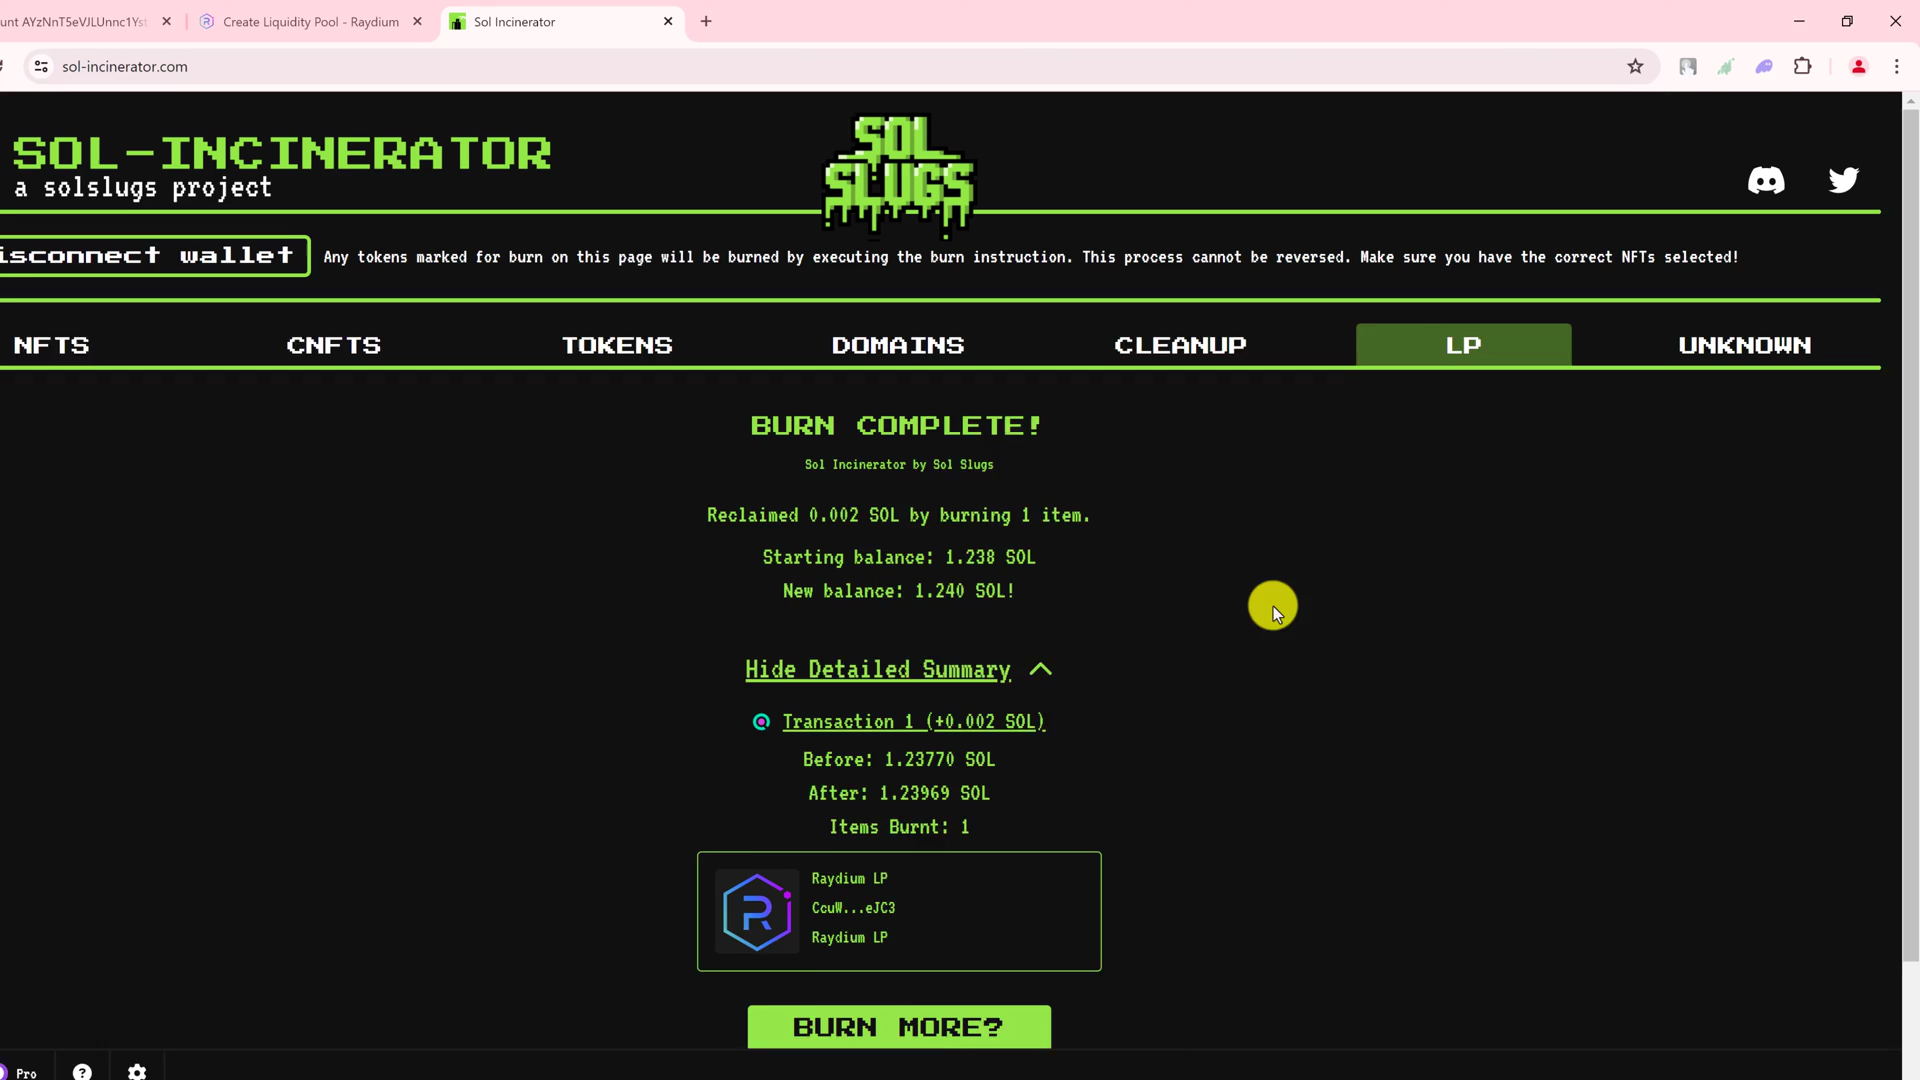 unt AYzNnT5eVJLUnnc1Yst
Create Liquidity Pool - Raydium
Sol Incinerator
sol-incinerator.com
SOL-INCINERATOR
a solslugs project
SOL
SLUGS
isconnect wallet
Any tokens marked for burn on this page will be burned by executing the burn instruction. This process cannot be reversed. Make sure you have the correct NFTs selected!
NFTS
CNFTS
TOKENS
DOMAINS
CLEANUP
LP
UNKNOWN
BURN COMPLETE!
Sol Incinerator by Sol Slugs
Reclaimed 0.002 SOL by burning 1 item.
Starting balance: 1.238 SOL
New balance: 1.240 SOL!
Hide Detailed Summary
Transaction 1 (+0.002 SOL)
Before: 1.23770 SOL
After: 1.23969 SOL
Items Burnt: 1
Raydium LP
CcuW...eJC3
Raydium LP
BURN MORE?
Pro